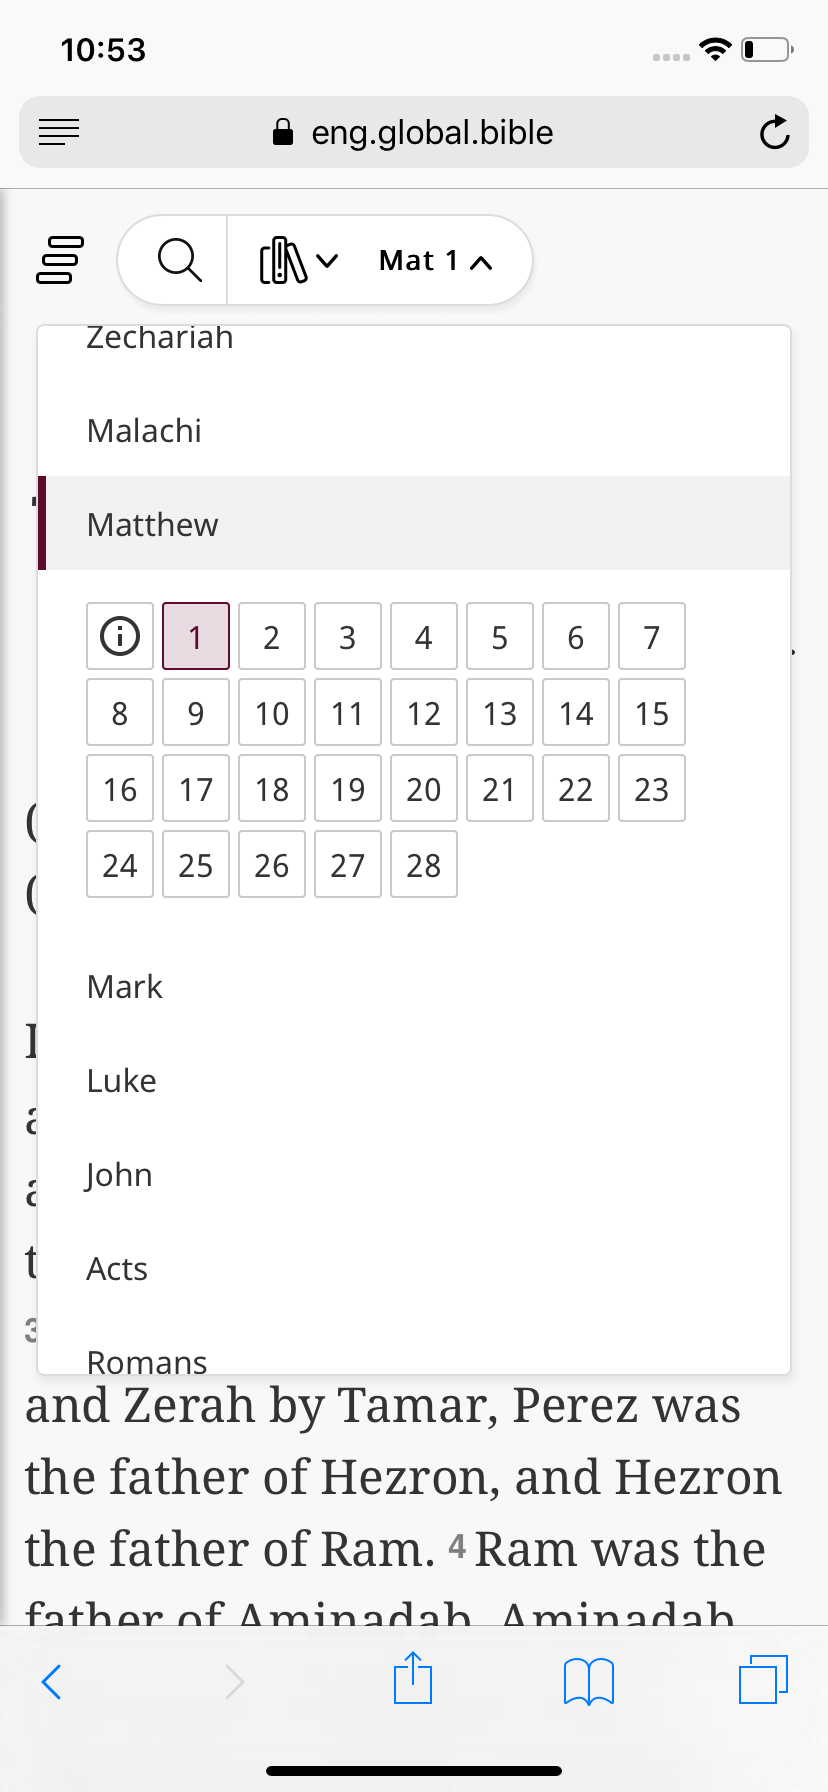 10:53
eng.global.bible
Mat 1
Zechariah
Malachi
Matthew
1 2 3 4 5 6 7
8 9 10 11 12 13 14 15
16 17 18 19 20 21 22 23
24 25 26 27 28
Mark
Luke
John
Acts
Romans
3
and Zerah by Tamar, Perez was
the father of Hezron, and Hezron
the father of Ram. 4 Ram was the
father of Aminadab, Aminadab